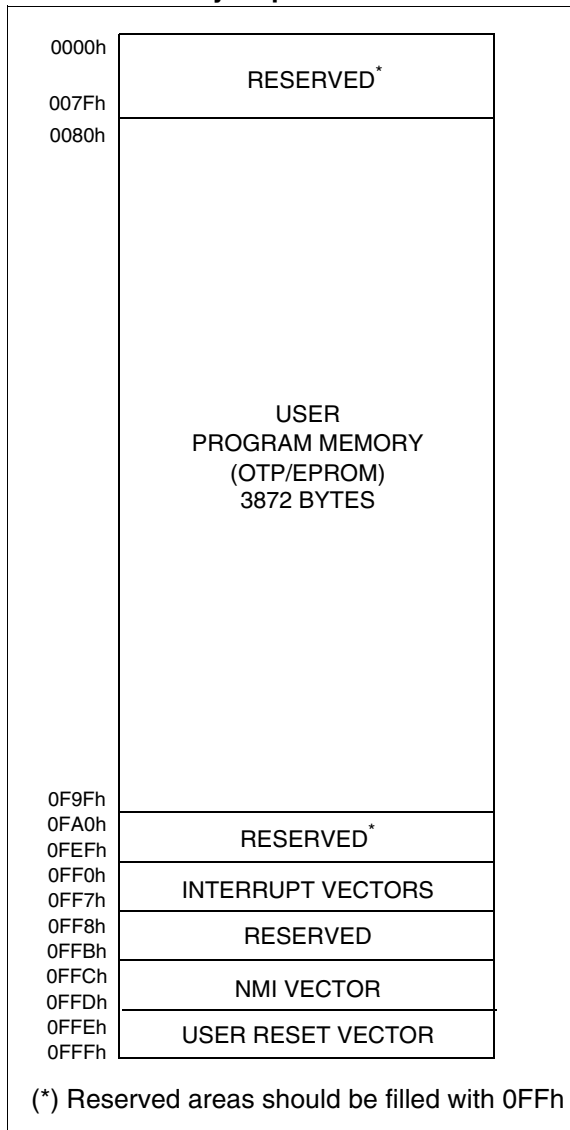 0000h
RESERVED*
007Fh
0080h
USER
PROGRAM MEMORY
(OTP/EPROM)
3872 BYTES
0F9Fh
0FA0h
RESERVED*
0FEFh
0FF0h
INTERRUPT VECTORS
0FF7h
0FF8h
RESERVED
0FFBh
0FFCh
NMI VECTOR
0FFDh
0FFEh
USER RESET VECTOR
0FFFh
(*) Reserved areas should be filled with 0FFh